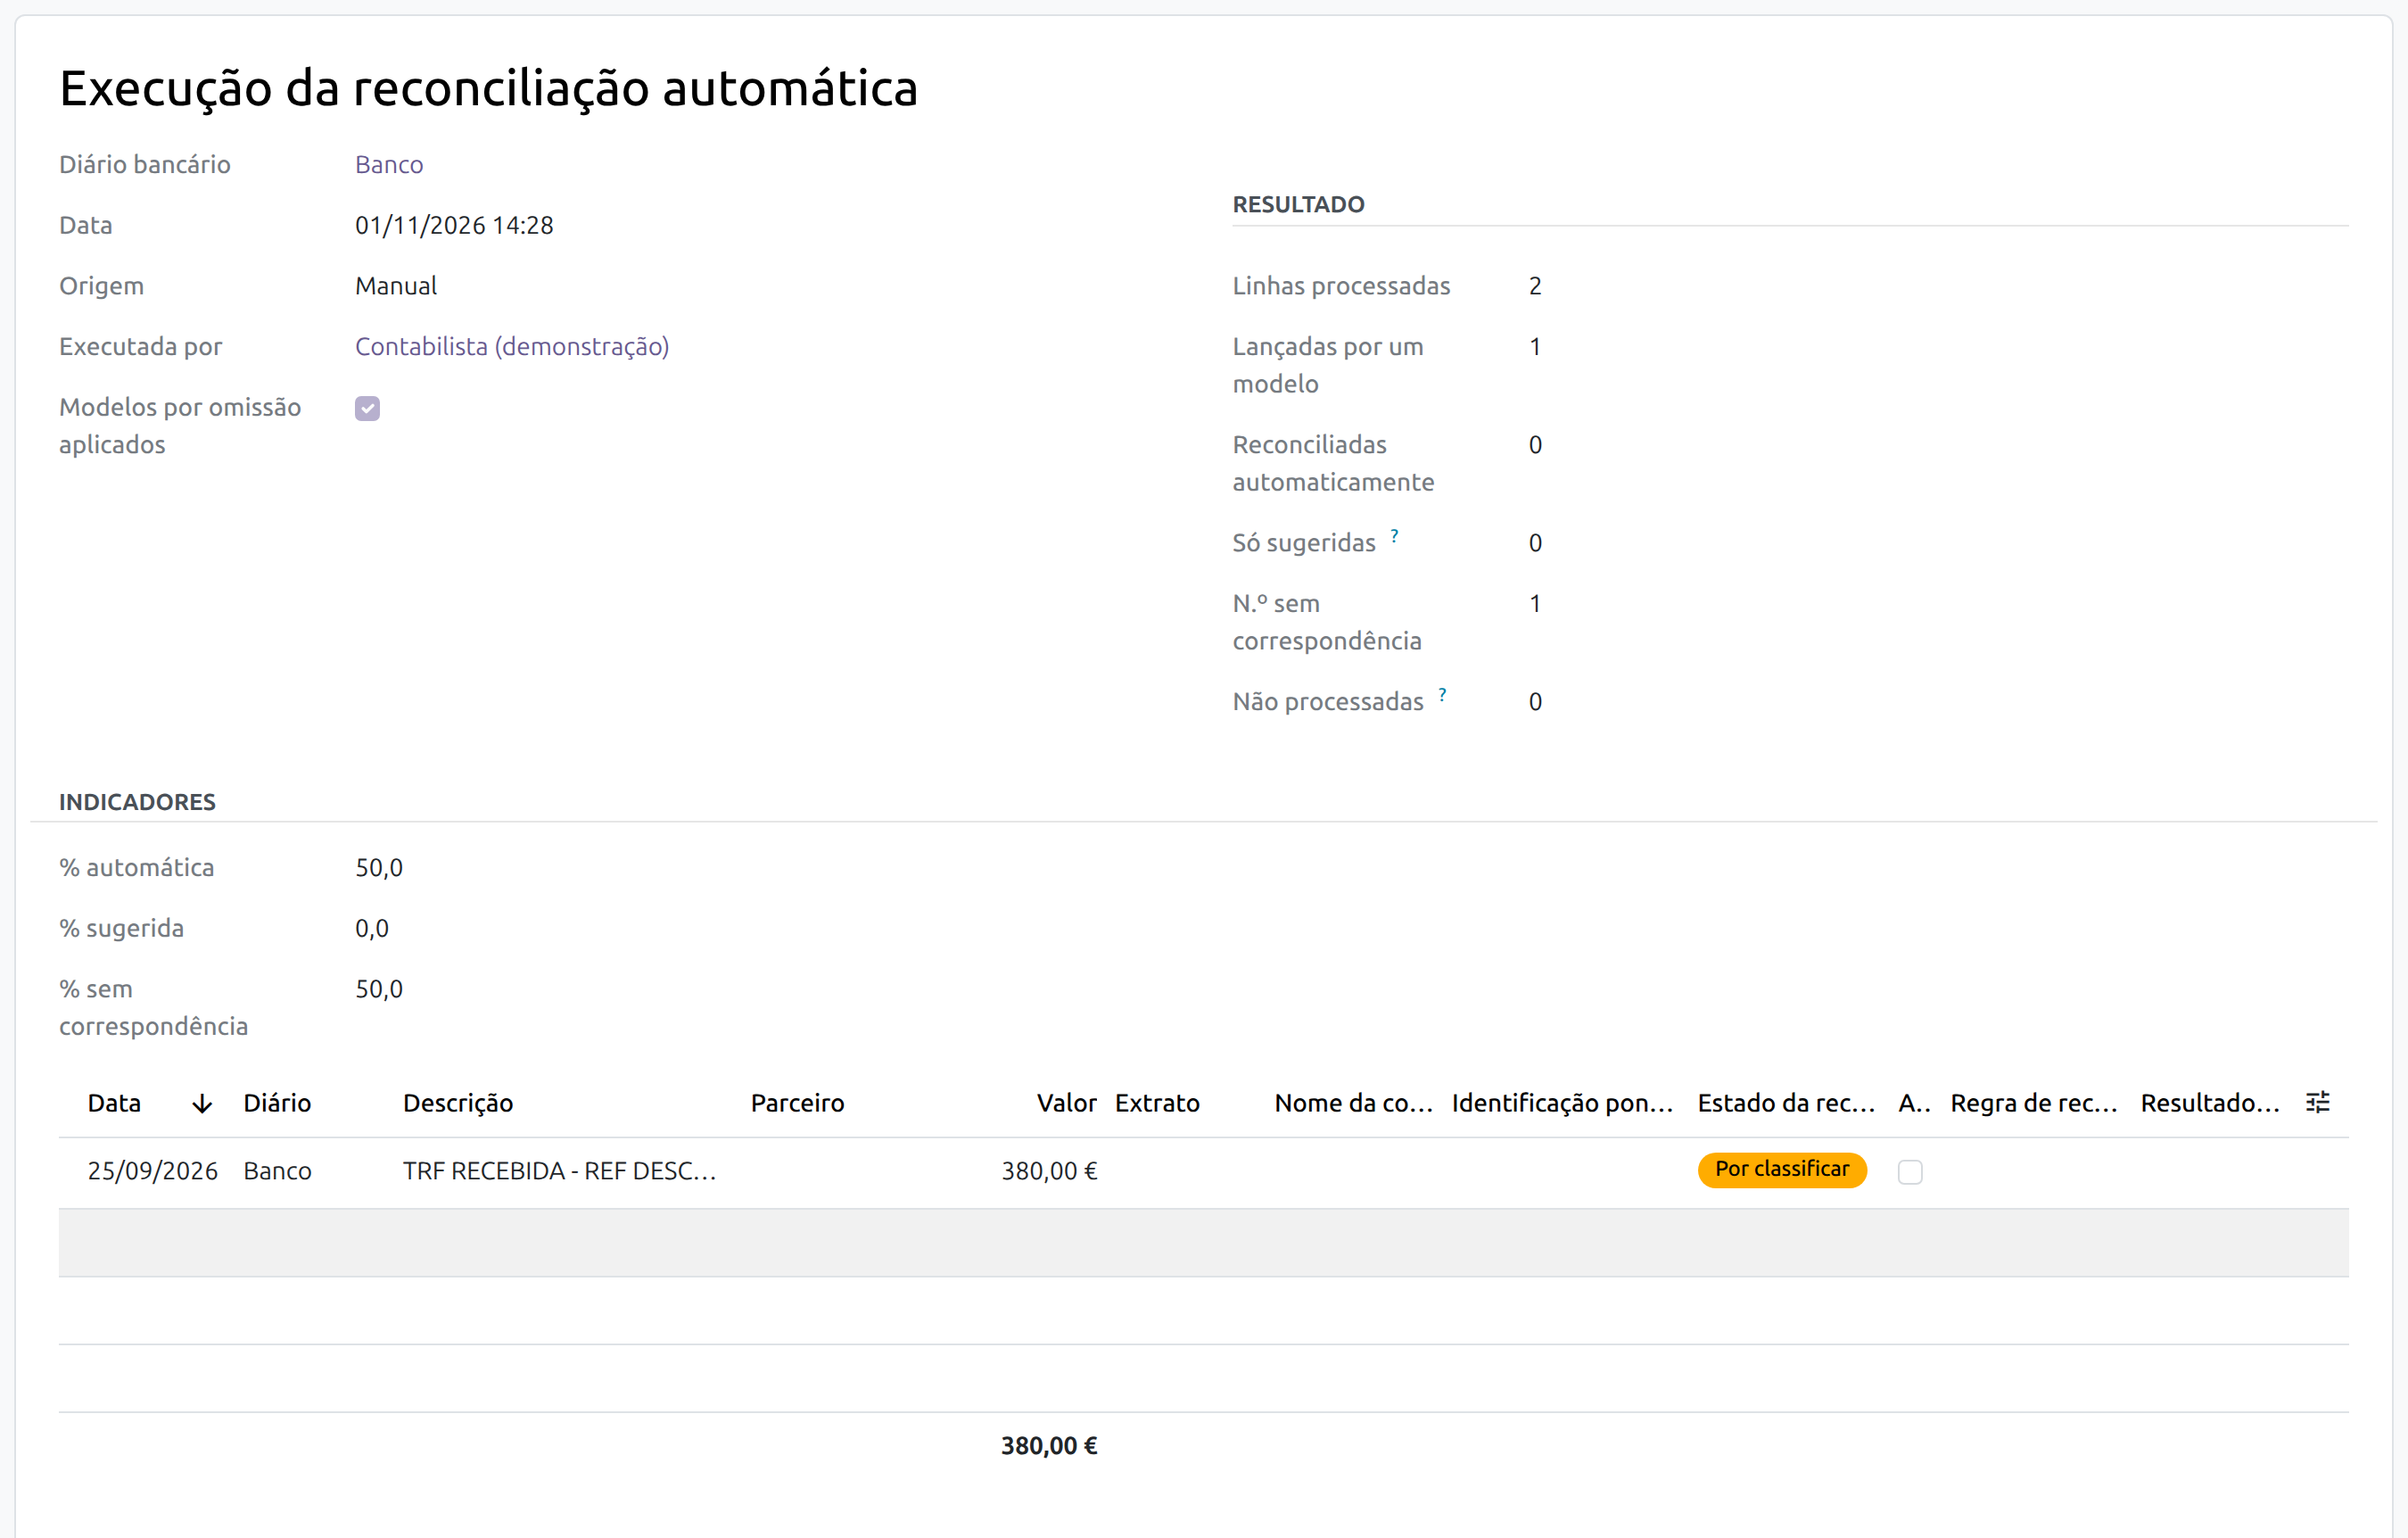 Execução da reconciliação automática
Diário bancário Banco
Data 01/11/2026 14:28
Origem Manual
Executada por Contabilista (demonstração)
Modelos por omissão
aplicados
RESULTADO
Linhas processadas 2
Lançadas por um 1
modelo
Reconciliadas 0
automaticamente
Só sugeridas ? 0
N.º sem 1
correspondência
Não processadas ? 0
INDICADORES
% automática 50,0
% sugerida 0,0
% sem 50,0
correspondência
Data Diário Descrição Parceiro Valor Extrato Nome da co... Identificação pon... Estado da rec... A.. Regra de rec... Resultado...
25/09/2026 Banco TRF RECEBIDA - REF DESC... 380,00 € Por classificar
380,00 €